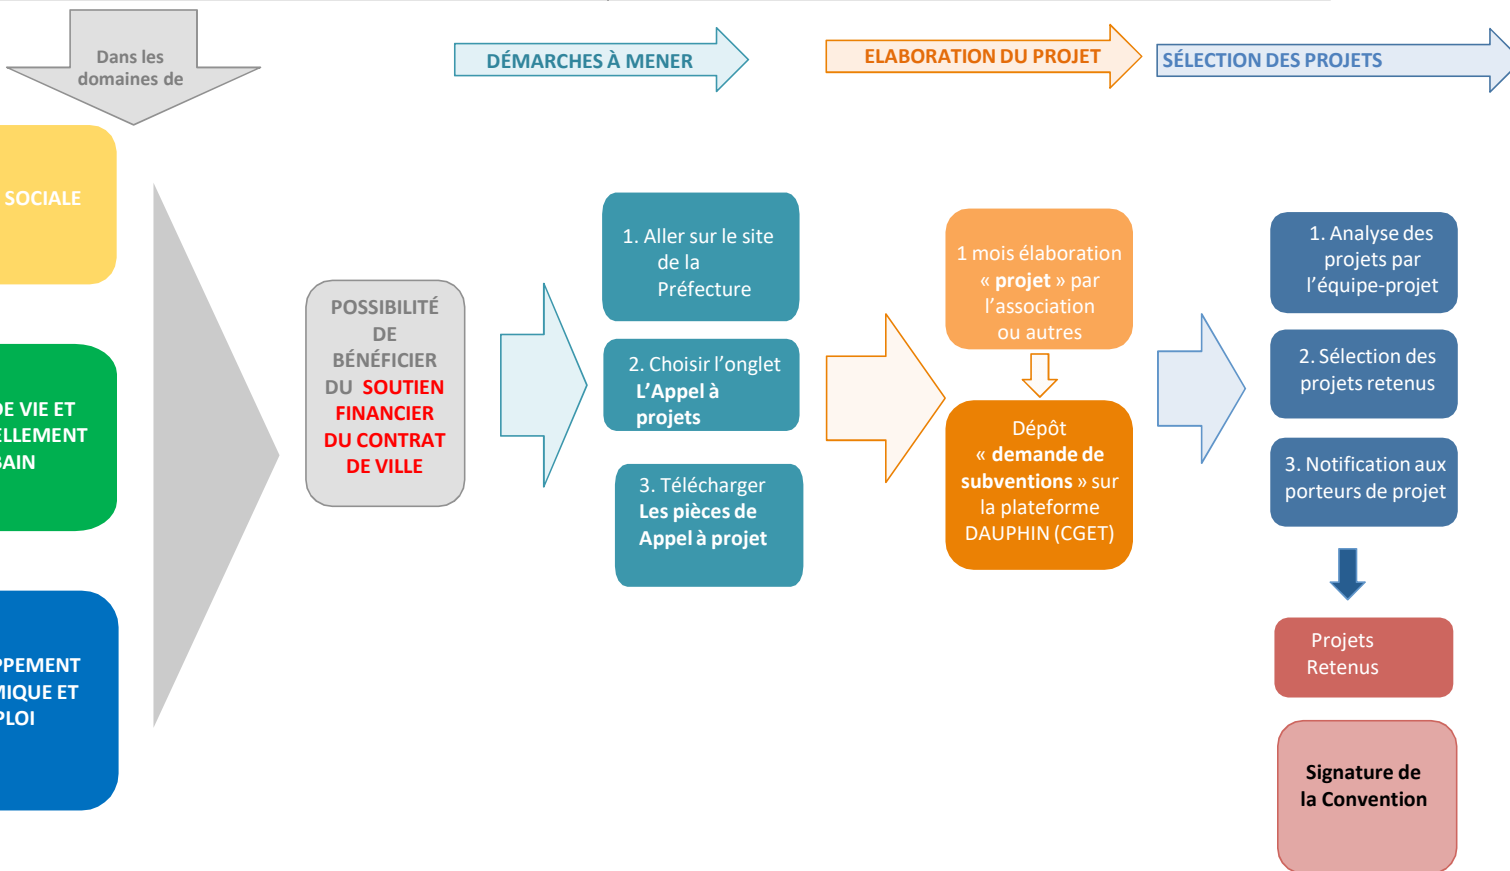 Dans les
domaines de
DÉMARCHES À MENER
ELABORATION DU PROJET
SÉLECTION DES PROJETS
SOCIALE
DE VIE ET
BAIN
MIQUE ET
POSSIBILITÉ
DE
BÉNÉFICIER
DU SOUTIEN
FINANCIER
DU CONTRAT
DE VILLE
1. Aller sur le site
de la
Préfecture
2. Choisir l'onglet
L'Appel à
projets
3. Télécharger
Les pièces de
Appel à projet
1 mois élaboration
« projet » par
l'association
ou autres
Dépôt
« demande de
subventions » sur
la plateforme
DAUPHIN (CGET)
1. Analyse des
projets par
l'équipe-projet
2. Sélection des
projets retenus
3. Notification aux
porteurs de projet
Projets
Retenus
Signature de
la Convention